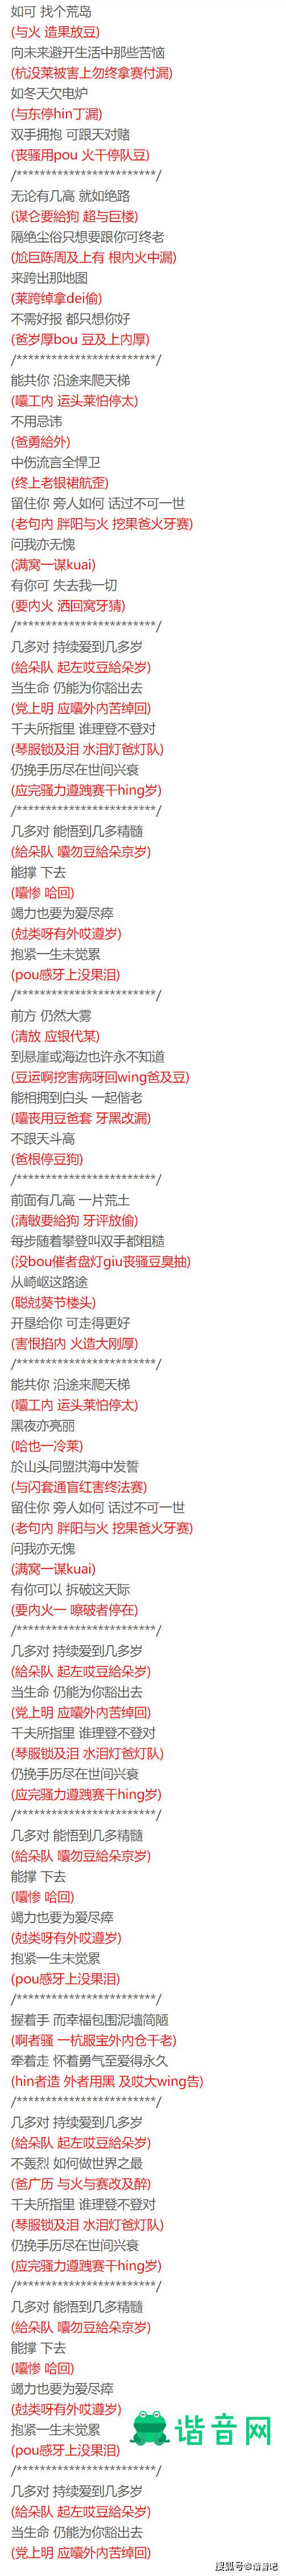 如可 找个荒岛
(与火 造果放豆)
向未来避开生活中那些苦恼
(杭没莱被害上勿终拿赛付漏)
如冬天欠电炉
(与东停hin丁漏)
双手拥抱 可跟天对赌
(丧骚用pou 火干停队豆)
/************************/
无论有几高 就如绝路
(谋仑要給狗 超与巨楼)
隔绝尘俗只想要跟你可终老
(尬巨陈周及上有 根内火中漏)
来跨出那地图
(莱跨绰拿dei偷)
不需好报 都只想你好
(爸岁厚bou 豆及上内厚)
/************************/
能共你 沿途来爬天梯
(囔工内 运头莱怕停太)
不用忌讳
(爸勇給外)
中伤流言全悍卫
(终上老银裙航歪)
留住你 旁人如何 话过不可一世
(老句内 胖阳与火 挖果爸火牙赛)
问我亦无愧
(满窝一谋kuai)
有你可 失去我一切
(要内火 洒回窝牙猜)
/************************/
几多对 持续爱到几多岁
(給朵队 起左哎豆給朵岁)
当生命 仍能为你豁出去
(党上明 应囔外内苦绰回)
千夫所指里 谁理登不登对
(琴服锁及泪 水泪灯爸灯队)
仍挽手历尽在世间兴衰
(应完骚力遵跩赛干hing岁)
/************************/
几多对 能悟到几多精髓
(給朵队 囔勿豆給朵京岁)
能撑 下去
(囔惨 哈回)
竭力也要为爱尽瘁
(尅类呀有外哎遵岁)
抱紧一生未觉累
(pou感牙上没果泪)
/************************/
前方 仍然大雾
(清放 应银代某)
到悬崖或海边也许永不知道
(豆运啊挖害病呀回wing爸及豆)
能相拥到白头 一起偕老
(囔丧用豆爸套 牙黑改漏)
不跟天斗高
(爸根停豆狗)
/************************/
前面有几高 一片荒土
(清敏要給狗 牙评放偷)
每步随着攀登叫双手都粗糙
(没bou催者盘灯giu丧骚豆臭抽)
从崎岖这路途
(聪尅葵节楼头)
开垦给你 可走得更好
(害恨掐内 火造大刚厚)
/************************/
能共你 沿途来爬天梯
(囔工内 运头莱怕停太)
黑夜亦亮丽
(哈也一冷莱)
於山头同盟洪海中发誓
(与闪套通盲红害终法赛)
留住你 旁人如何 话过不可一世
(老句内 胖阳与火 挖果爸火牙赛)
问我亦无愧
(满窝一谋kuai)
有你可以 拆破这天际
(要内火一 嚓破者停在)
/************************/
几多对 持续爱到几多岁
(給朵队 起左哎豆給朵岁)
当生命 仍能为你豁出去
(党上明 应囔外内苦绰回)
千夫所指里 谁理登不登对
(琴服锁及泪 水泪灯爸灯队)
仍挽手历尽在世间兴衰
(应完骚力遵跩赛干hing岁)
/************************/
几多对 能悟到几多精髓
(給朵队 囔勿豆給朵京岁)
能撑 下去
(囔惨 哈回)
竭力也要为爱尽瘁
(尅类呀有外哎遵岁)
抱紧一生未觉累
(pou感牙上没果泪)
/************************/
握着手 而幸福包围泥墙简陋
(啊者骚 一杭服宝外内仓干老)
牵着走 怀着勇气至爱得永久
(hin者造 外者用黑 及哎大wing告)
/************************/
几多对 持续爱到几多岁
(給朵队 起左哎豆給朵岁)
不轰烈 如何做世界之最
(爸广历 与火与赛改及醉)
千夫所指里 谁理登不登对
(琴服锁及泪 水泪灯爸灯队)
仍挽手历尽在世间兴衰
(应完骚力遵跩赛干hing岁)
/************************/
几多对 能悟到几多精髓
(給朵队 囔勿豆給朵京岁)
能撑 下去
(囔惨 哈回)
竭力也要为爱尽瘁
(尅类呀有外哎遵岁)
抱紧一生未觉累
(pou感牙上没果泪)
谐音网
/************************/
几多对 持续爱到几多岁
(給朵队 起左哎豆給朵岁)
当生命 仍能为你豁出去
(党上明 应囔外内苦绰回)
搜狐号@谐音吧